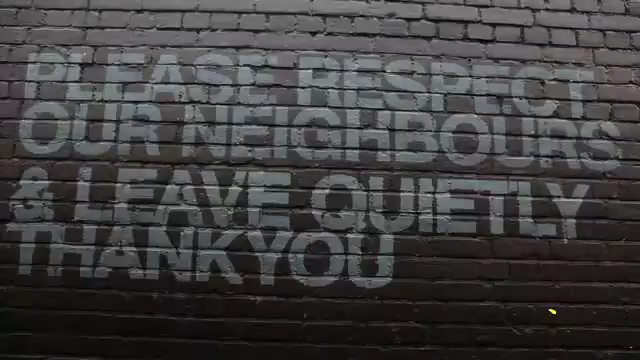 PLEASE RESPECT
OUR NEIGHBOURS
& LEAVE QUIETLY
THANKYOU